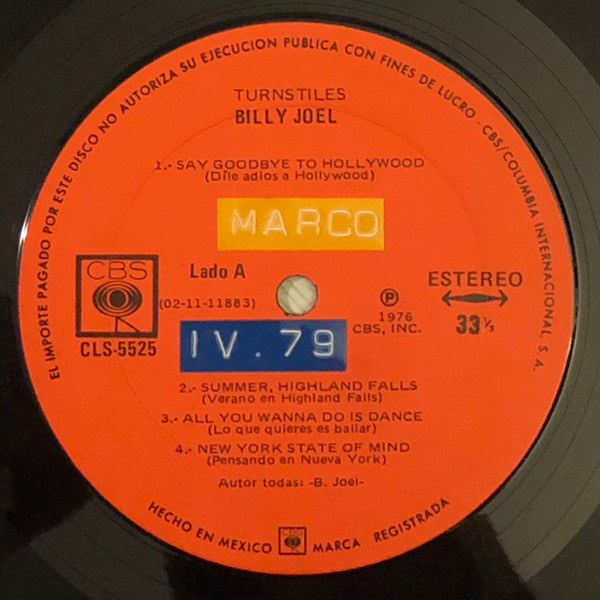 EL IMPORTE PAGADO POR ESTE DISCO NO AUTORIZA SU EJECUCION PUBLICA CON FINES DE LUCRO - CBS/COLUMBIA INTERNACIONAL, S. A.
TURNSTILES
BILLY JOEL
1.- SAY GOODBYE TO HOLLYWOOD
(Dile adios a Hollywood)
MARCO
CBS
Lado A
(02-11-11883)
CLS-5525
Ⓟ 1976
CBS, INC.
ESTEREO
33 ⅓
IV.79
2.- SUMMER, HIGHLAND FALLS
(Verano en Highland Falls)
3.- ALL YOU WANNA DO IS DANCE
(Lo que quieres es bailar)
4.- NEW YORK STATE OF MIND
(Pensando en Nueva York)
Autor todas: -B. Joel-
HECHO EN MEXICO CBS MARCA REGISTRADA